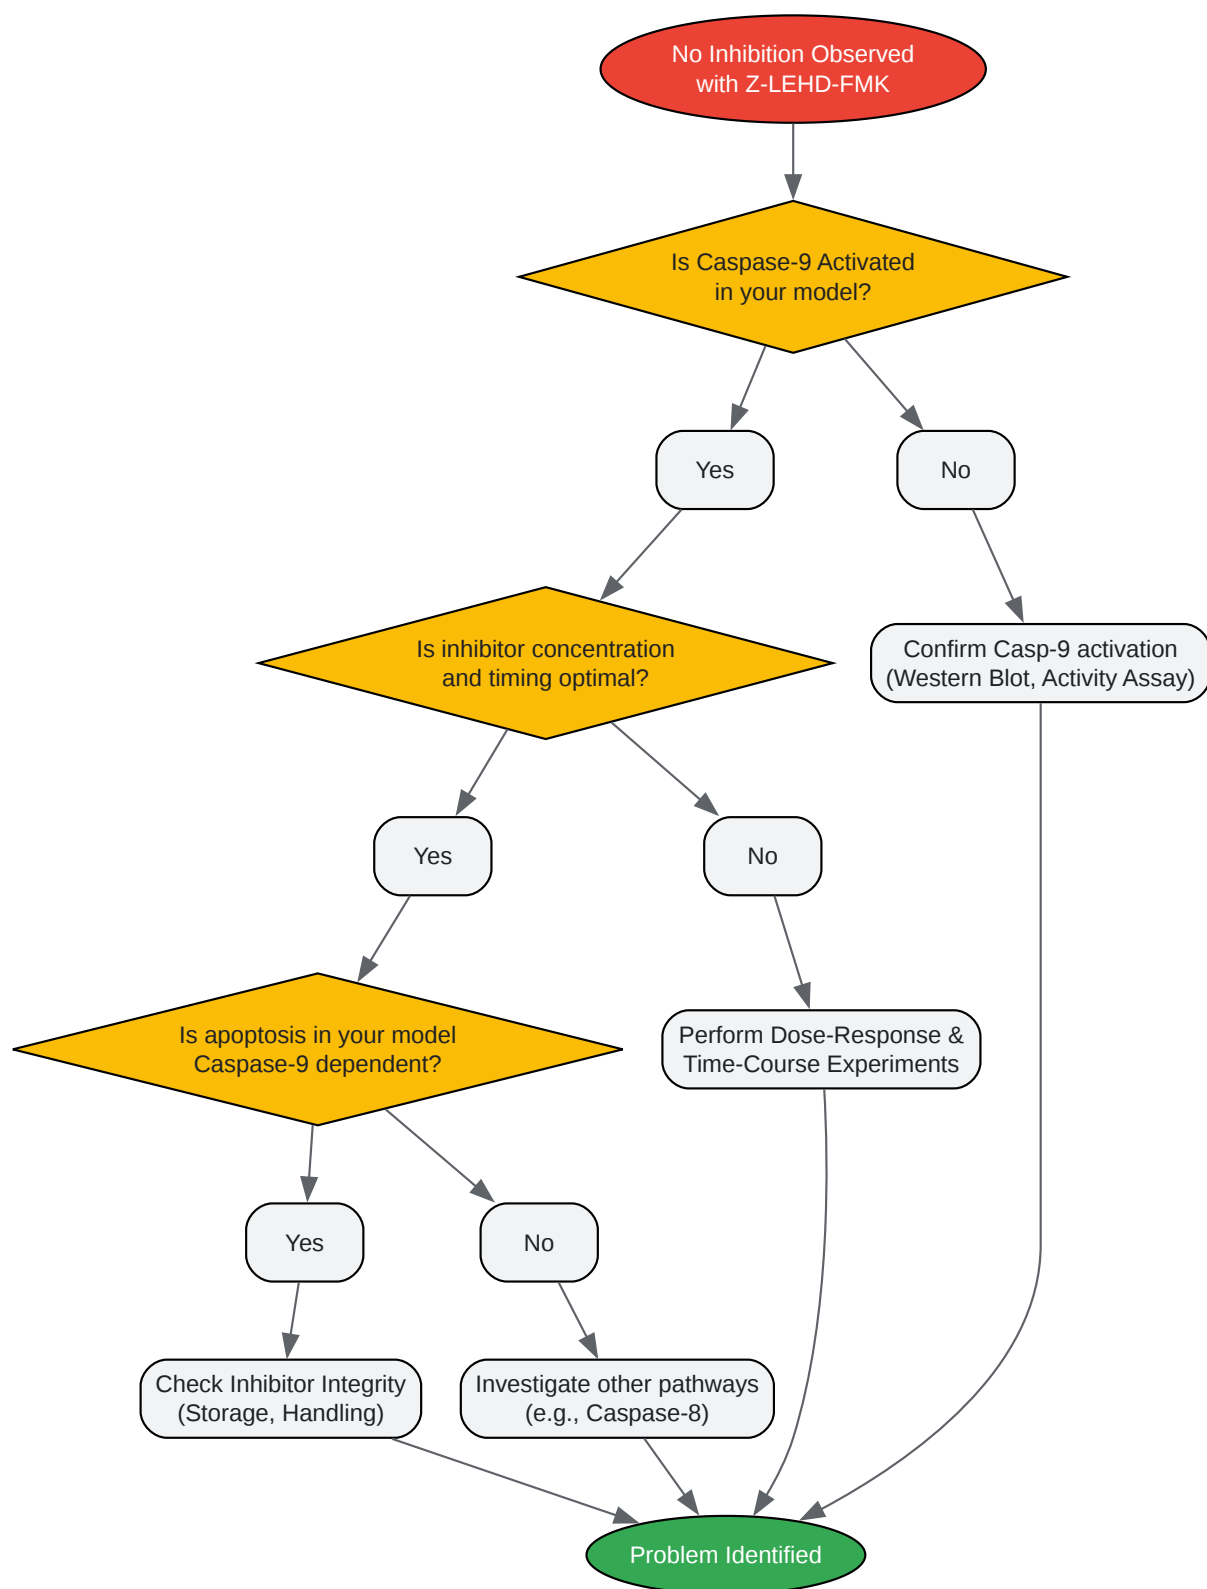 No Inhibition Observed
with Z-LEHD-FMK
Is Caspase-9 Activated
in your model?
Yes
No
Is inhibitor concentration
and timing optimal?
Confirm Casp-9 activation
(Western Blot, Activity Assay)
Yes
No
Is apoptosis in your model
Caspase-9 dependent?
Perform Dose-Response &
Time-Course Experiments
Yes
No
Check Inhibitor Integrity
(Storage, Handling)
Investigate other pathways
(e.g., Caspase-8)
Problem Identified